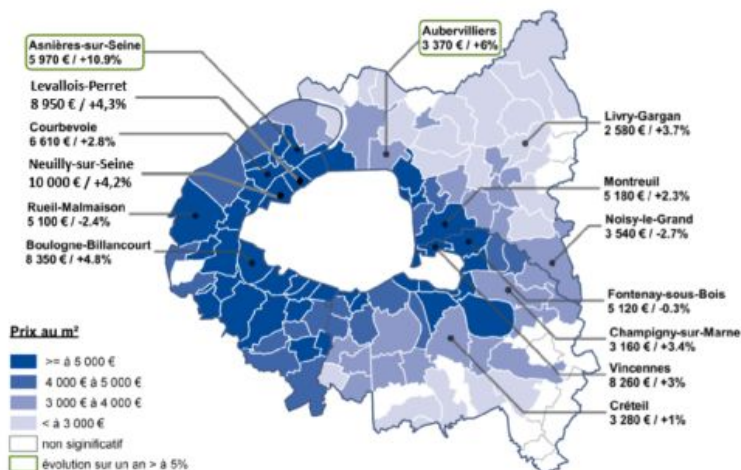 Asnières-sur-Seine
5 970 € / +10.9%
Aubervilliers
3 370 € / +6%
Levallois-Perret
8 950 € / +4,3%
Courbevoie
6 610 € / +2.8%
Neuilly-sur-Seine
10 000 € / +4,2%
Rueil-Malmaison
5 100 € / -2.4%
Boulogne-Billancourt
8 350 € / +4.8%
Livry-Gargan
2 580 € / +3.7%
Montreuil
5 180 € / +2.3%
Noisy-le-Grand
3 540 € / -2.7%
Fontenay-sous-Bois
5 120 € / -0.3%
Champigny-sur-Marne
3 160 € / +3.4%
Vincennes
8 260 € / +3%
Créteil
3 280 € / +1%
Prix au m²
>= à 5 000 €
4 000 € à 5 000 €
3 000 € à 4 000 €
< à 3 000 €
non siginificatif
évolution sur un an > à 5%